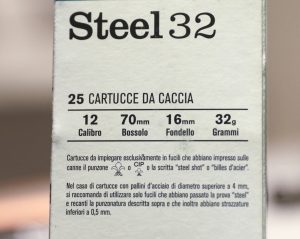 Steel 32
25 CARTUCCE DA CACCIA
12 70mm 16mm 32g
Calibro Bossolo Fondello Grammi
Cartucce da impiegare esclusivamente in fucili che abbiano impresso sulle
canne il punzone CIP o la scritta "steel shot" o "billes d'acier".
Nel caso di cartucce con pallini d'acciaio di diametro superiore a 4 mm,
si raccomanda di utilizzare solo fucili che abbiano passato la prova "steel"
e recanti la punzonatura descritta sopra e che inoltre abbiano strozzature
inferiori a 0,5 mm.